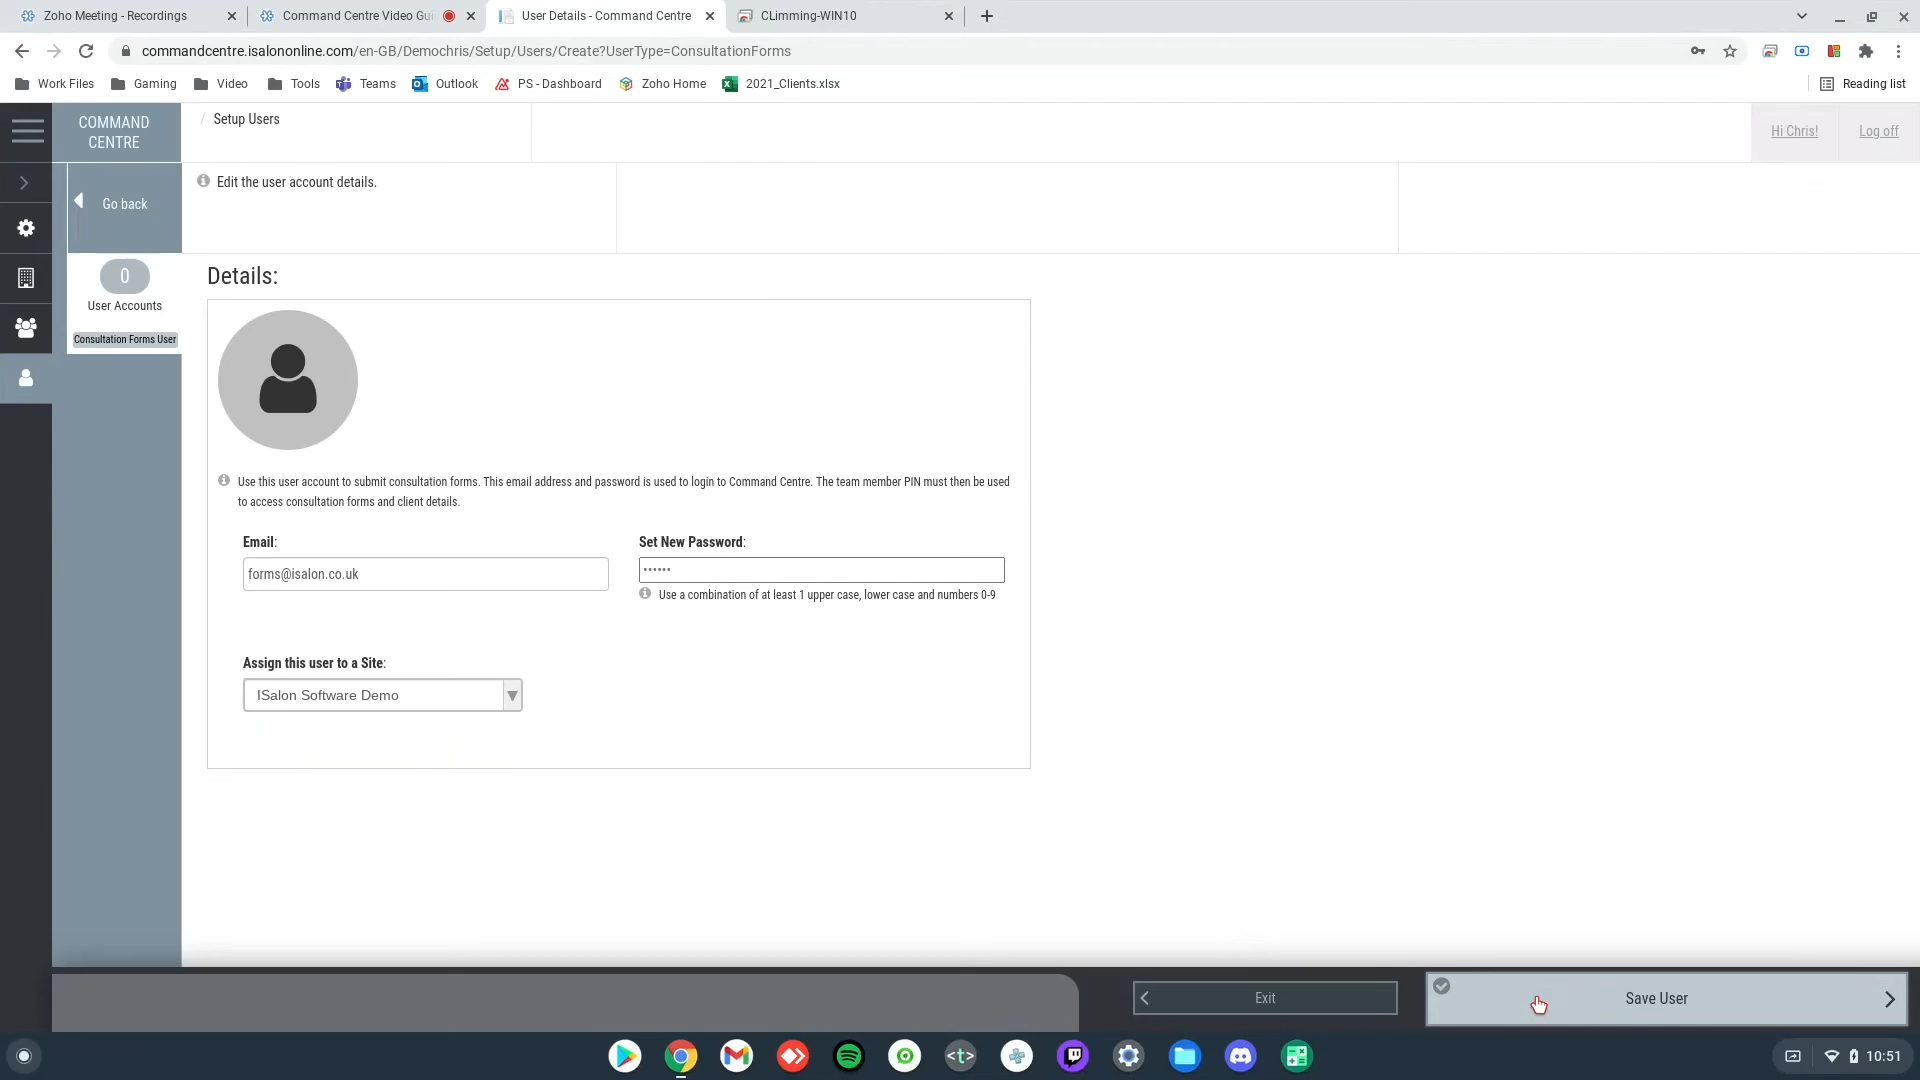 Zoho Meeting - Recordings
Command Centre Video Gui
User Details - Command Centre
CLimming-WIN10
commandcentre.isalononline.com/en-GB/Demochris/Setup/Users/Create?UserType=ConsultationForms
Work Files
Gaming
Video
Tools
Teams
Outlook
PS - Dashboard
Zoho Home
2021_Clients.xlsx
Reading list
COMMAND
CENTRE
/ Setup Users
Hi Chris!
Log off
Go back
Edit the user account details.
0
User Accounts
Consultation Forms User
Details:
Use this user account to submit consultation forms. This email address and password is used to login to Command Centre. The team member PIN must then be used
to access consultation forms and client details.
Email:
Set New Password:
forms@isalon.co.uk
••••••
Use a combination of at least 1 upper case, lower case and numbers 0-9
Assign this user to a Site:
ISalon Software Demo
Exit
Save User
<t>
10:51